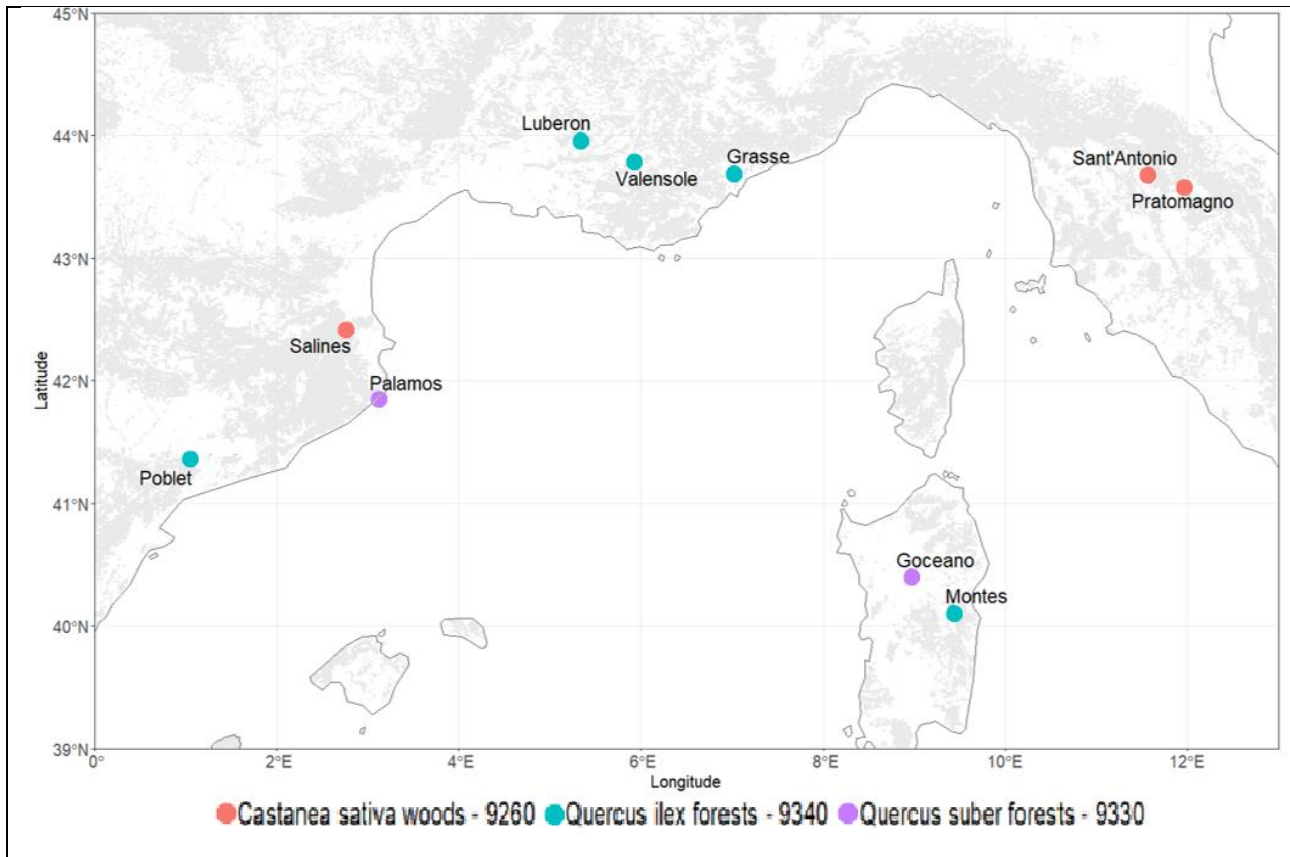 45°N
Luberon
44°N
Valensole
Grasse
Sant'Antonio
Pratomagno
43°N
Salines
Palamos
42°N
Poblet
41°N
Goceano
Montes
40°N
39°N
0°
2°E
4°E
6°E
8°E
10°E
12°E
Latitude
Longitude
Castanea sativa woods - 9260 Quercus ilex forests - 9340 Quercus suber forests - 9330